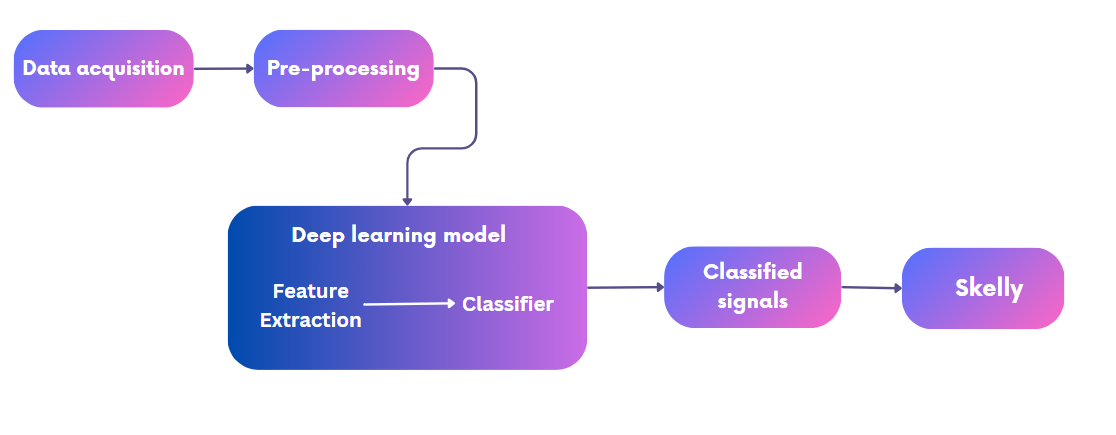 Data acquisition
Pre-processing
Deep learning model
Feature
Extraction
Classifier
Classified
signals
Skelly